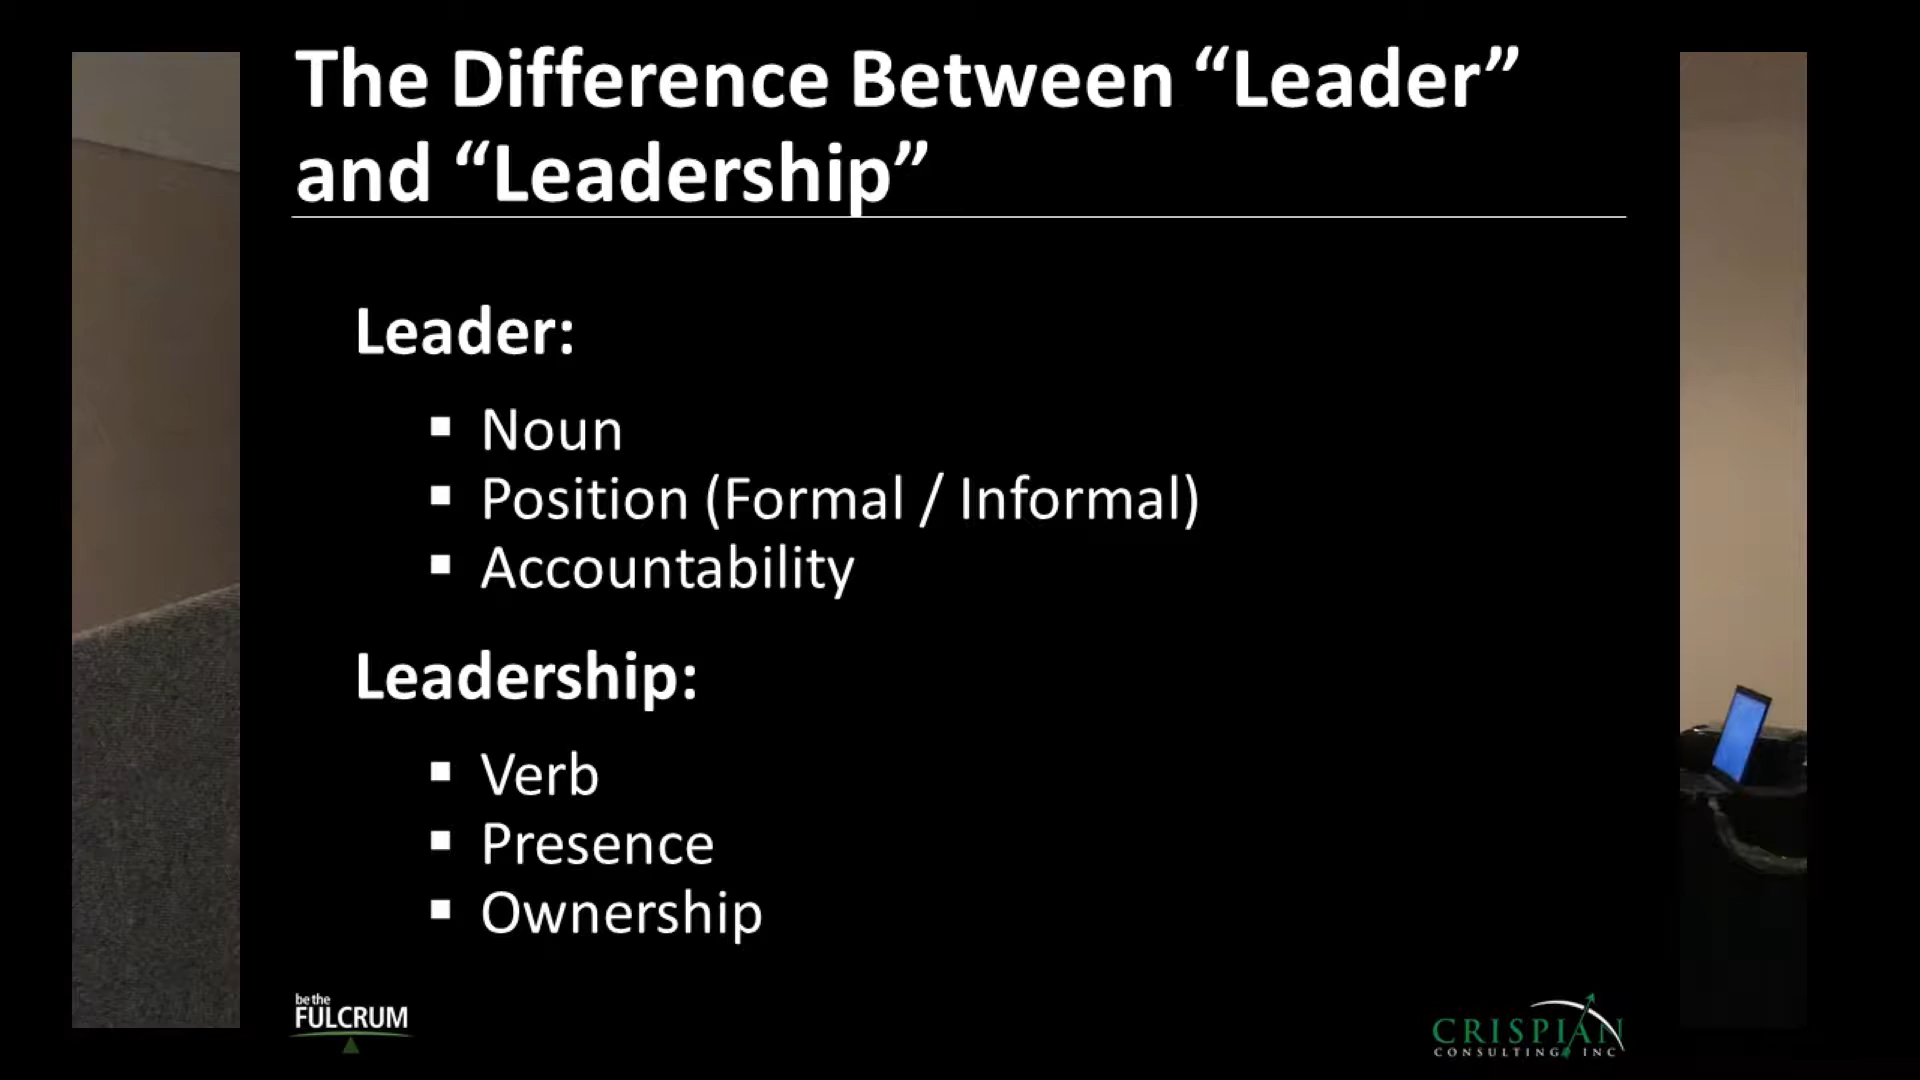 The Difference Between “Leader”
and “Leadership”
Leader:
▪ Noun
▪ Position (Formal / Informal)
▪ Accountability
Leadership:
▪ Verb
▪ Presence
▪ Ownership
be the
FULCRUM
CRISPIAN
CONSULTING, INC